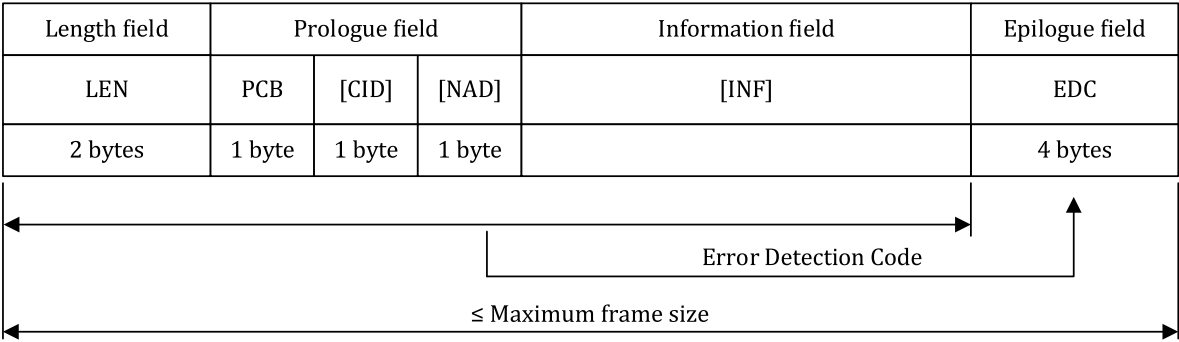 Length field Prologue field Information field Epilogue field
LEN PCB [CID] [NAD] [INF] EDC
2 bytes 1 byte 1 byte 1 byte 4 bytes
Error Detection Code
≤ Maximum frame size